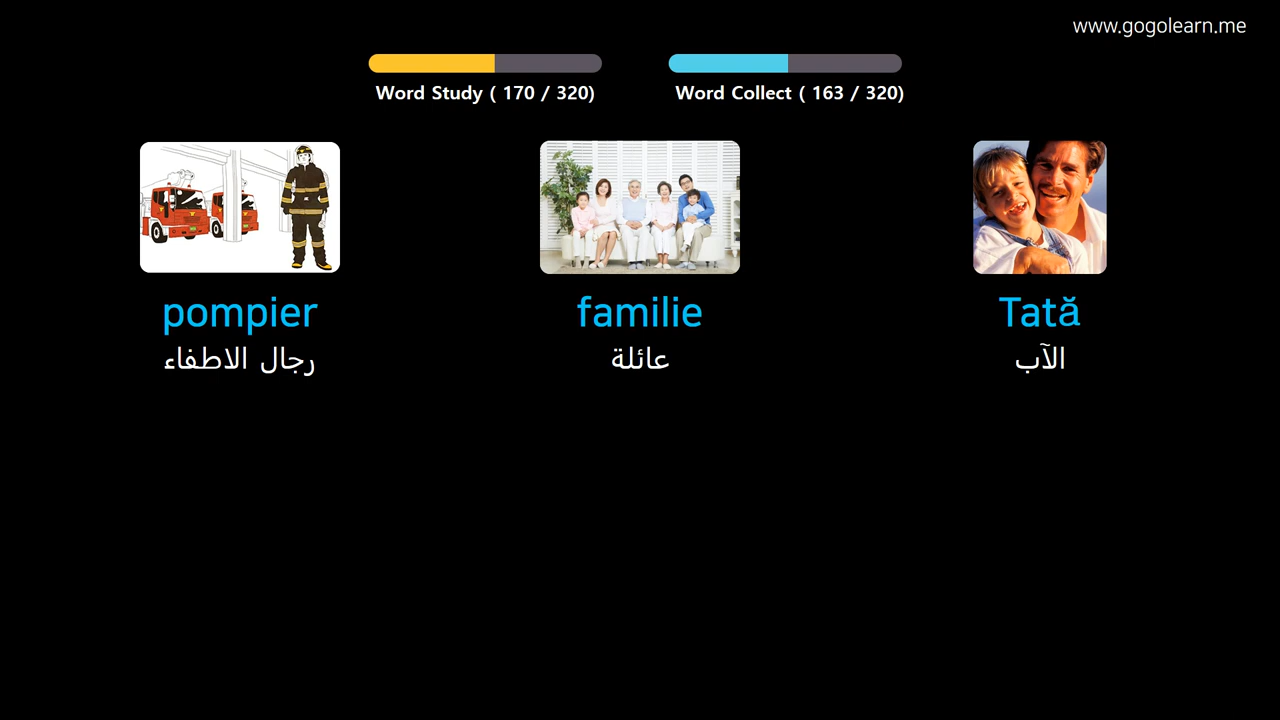 www.gogolearn.me
Word Study ( 170 / 320)
Word Collect ( 163 / 320)
pompier
familie
Tată
رجال الاطفاء
عائلة
الآب